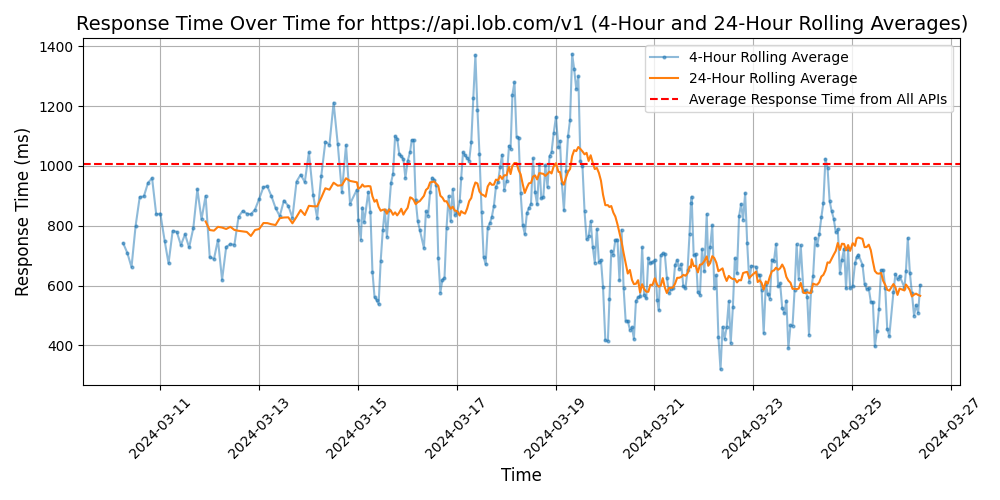 Response Time Over Time for https://api.lob.com/v1 (4-Hour and 24-Hour Rolling Averages)
4-Hour Rolling Average
24-Hour Rolling Average
Average Response Time from All APIs
Response Time (ms)
1400
1200
1000
800
600
400
2024-03-11
2024-03-13
2024-03-15
2024-03-17
2024-03-19
2024-03-21
2024-03-23
2024-03-25
2024-03-27
Time